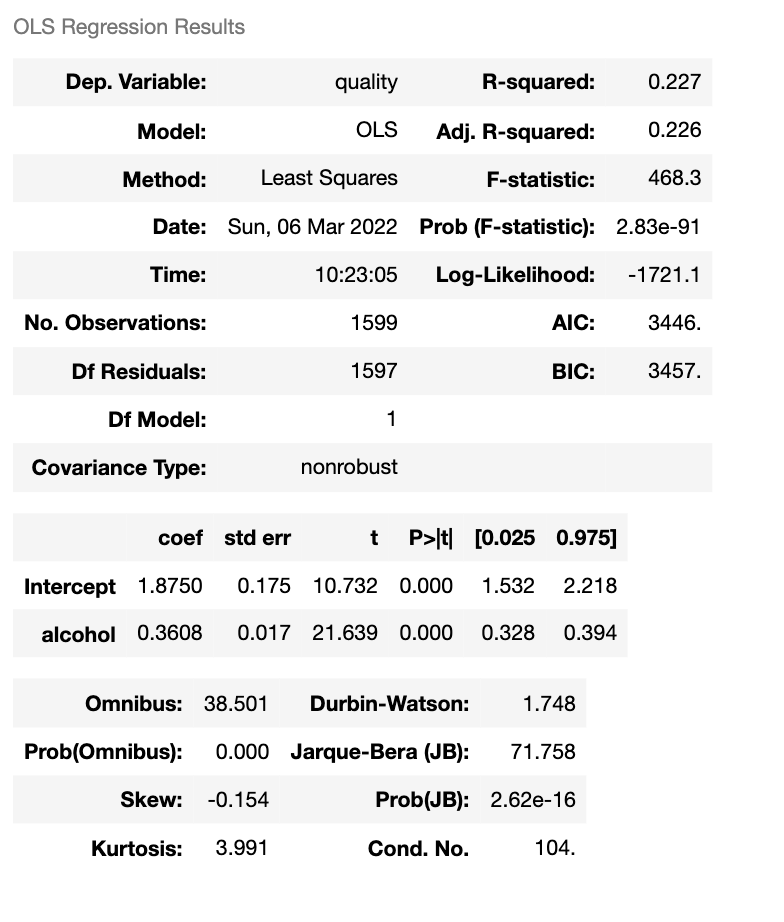 OLS Regression Results
Dep. Variable: quality R-squared: 0.227
Model: OLS Adj. R-squared: 0.226
Method: Least Squares F-statistic: 468.3
Date: Sun, 06 Mar 2022 Prob (F-statistic): 2.83e-91
Time: 10:23:05 Log-Likelihood: -1721.1
No. Observations: 1599 AIC: 3446.
Df Residuals: 1597 BIC: 3457.
Df Model: 1
Covariance Type: nonrobust
coef std err t P>|t| [0.025 0.975]
Intercept 1.8750 0.175 10.732 0.000 1.532 2.218
alcohol 0.3608 0.017 21.639 0.000 0.328 0.394
Omnibus: 38.501 Durbin-Watson: 1.748
Prob(Omnibus): 0.000 Jarque-Bera (JB): 71.758
Skew: -0.154 Prob(JB): 2.62e-16
Kurtosis: 3.991 Cond. No. 104.